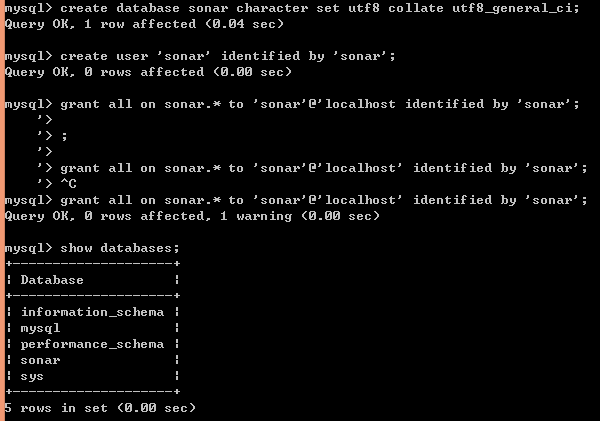 mysql> create database sonar character set utf8 collate utf8_general_ci;
Query OK, 1 row affected (0.04 sec)
mysql> create user 'sonar' identified by 'sonar';
Query OK, 0 rows affected (0.00 sec)
mysql> grant all on sonar.* to 'sonar'@'localhost identified by 'sonar';
'>
'> ;
'>
'> grant all on sonar.* to 'sonar'@'localhost' identified by 'sonar';
'> ^C
mysql> grant all on sonar.* to 'sonar'@'localhost' identified by 'sonar';
Query OK, 0 rows affected, 1 warning (0.00 sec)
mysql> show databases;
+--------------------+
| Database           |
+--------------------+
| information_schema |
| mysql              |
| performance_schema |
| sonar              |
| sys                |
+--------------------+
5 rows in set (0.00 sec)